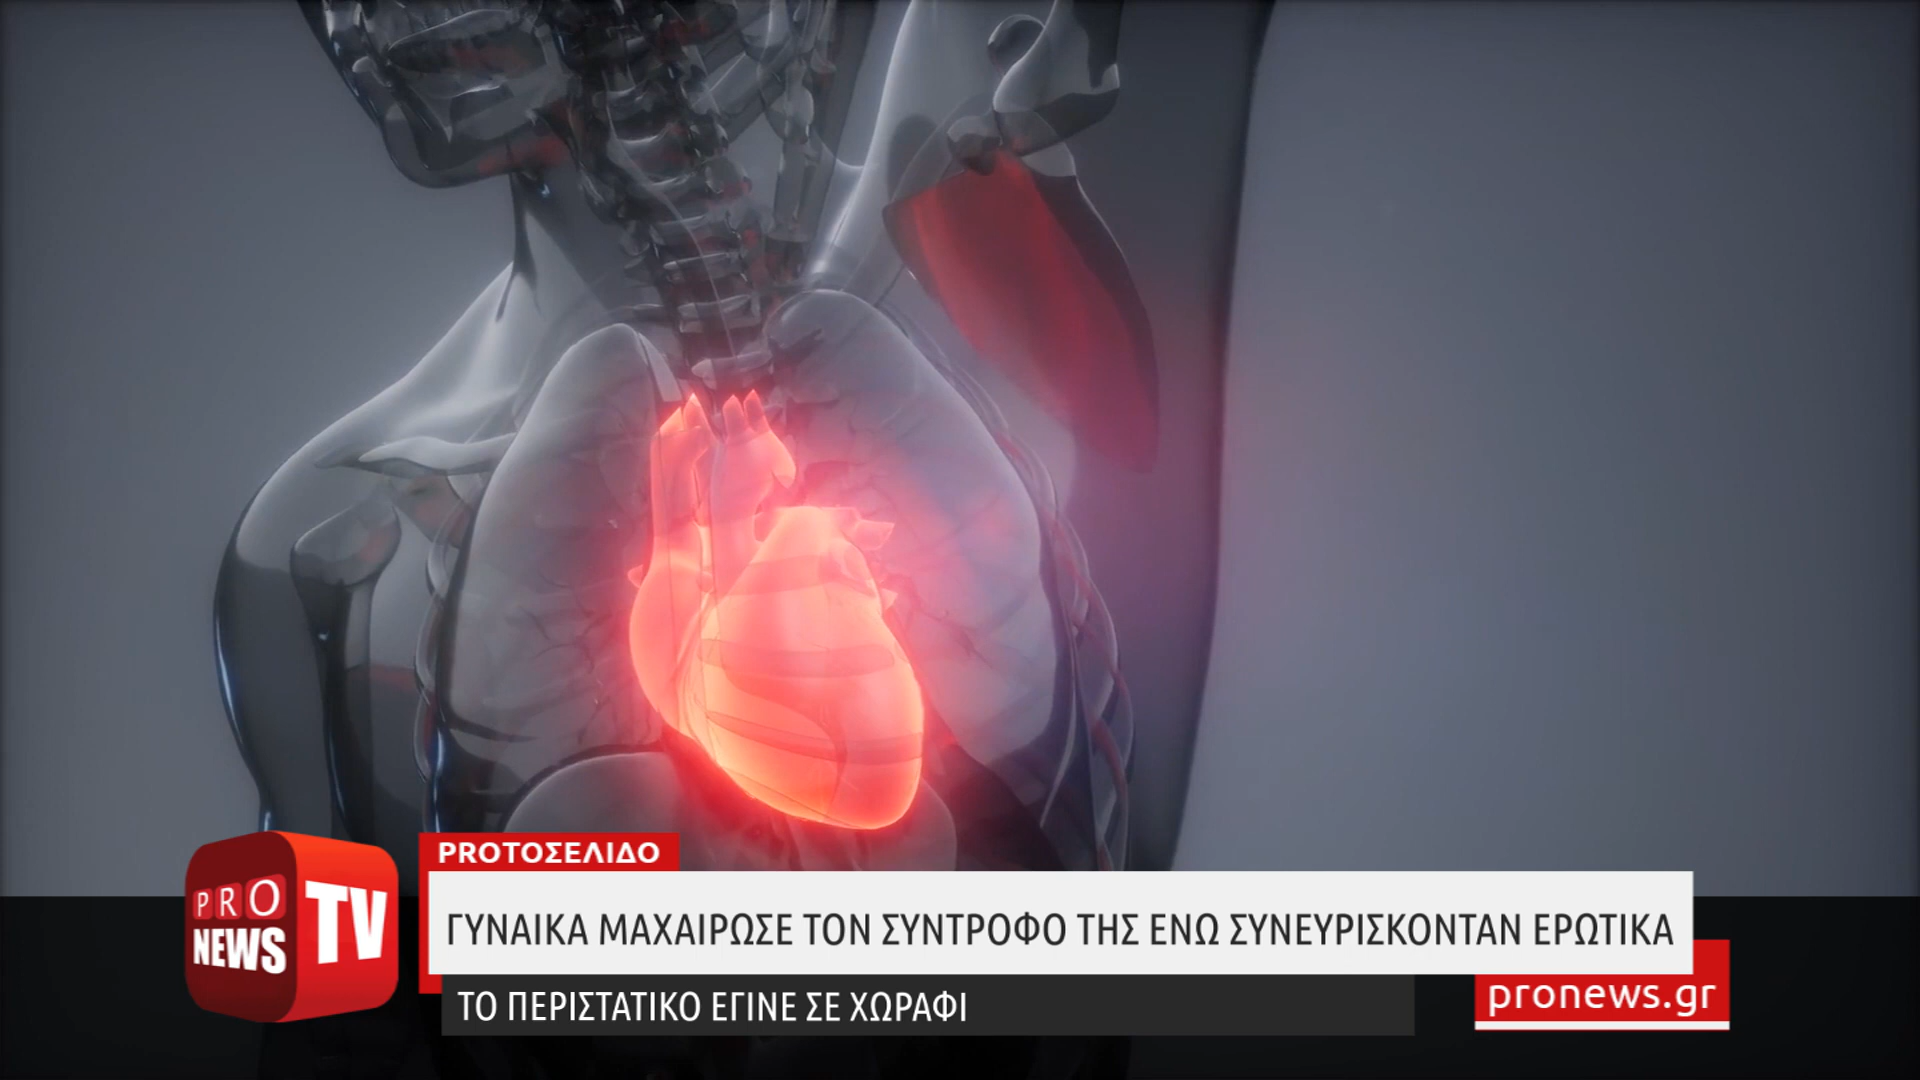 PROTOΣΕΛΙΔΟ
PRO
NEWS
TV
ΓΥΝΑΙΚΑ ΜΑΧΑΙΡΩΣΕ ΤΟΝ ΣΥΝΤΡΟΦΟ ΤΗΣ ΕΝΩ ΣΥΝΕΥΡΙΣΚΟΝΤΑΝ ΕΡΩΤΙΚΑ
ΤΟ ΠΕΡΙΣΤΑΤΙΚΟ ΕΓΙΝΕ ΣΕ ΧΩΡΑΦΙ
pronews.gr